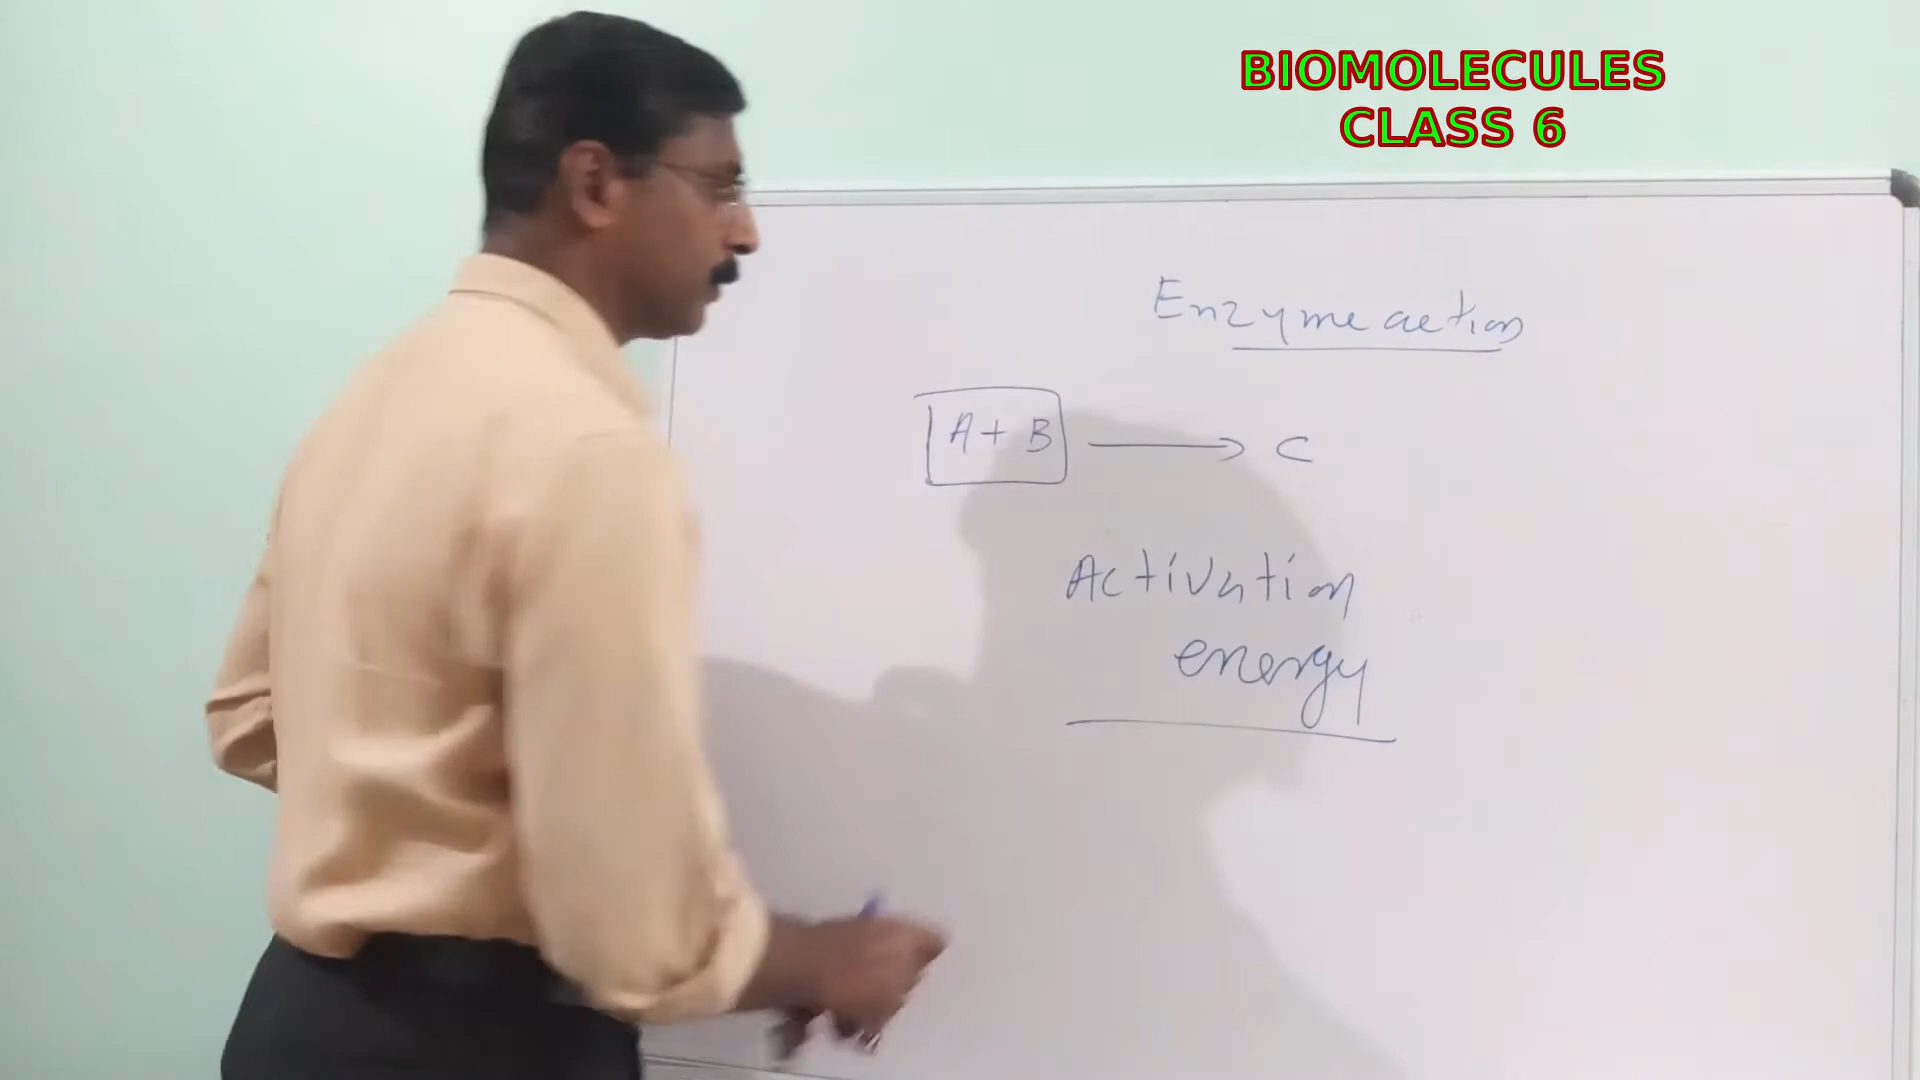 BIOMOLECULES
CLASS 6
Enzyme action
A + B → C
Activation
energy